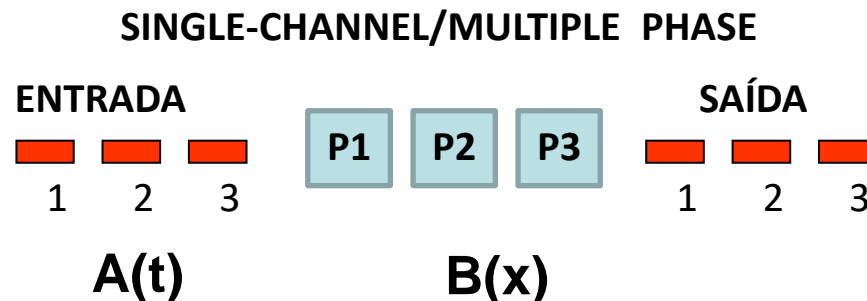 SINGLE-CHANNEL/MULTIPLE PHASE
ENTRADA SAÍDA
P1 P2 P3
1 2 3 1 2 3
A(t) B(x)